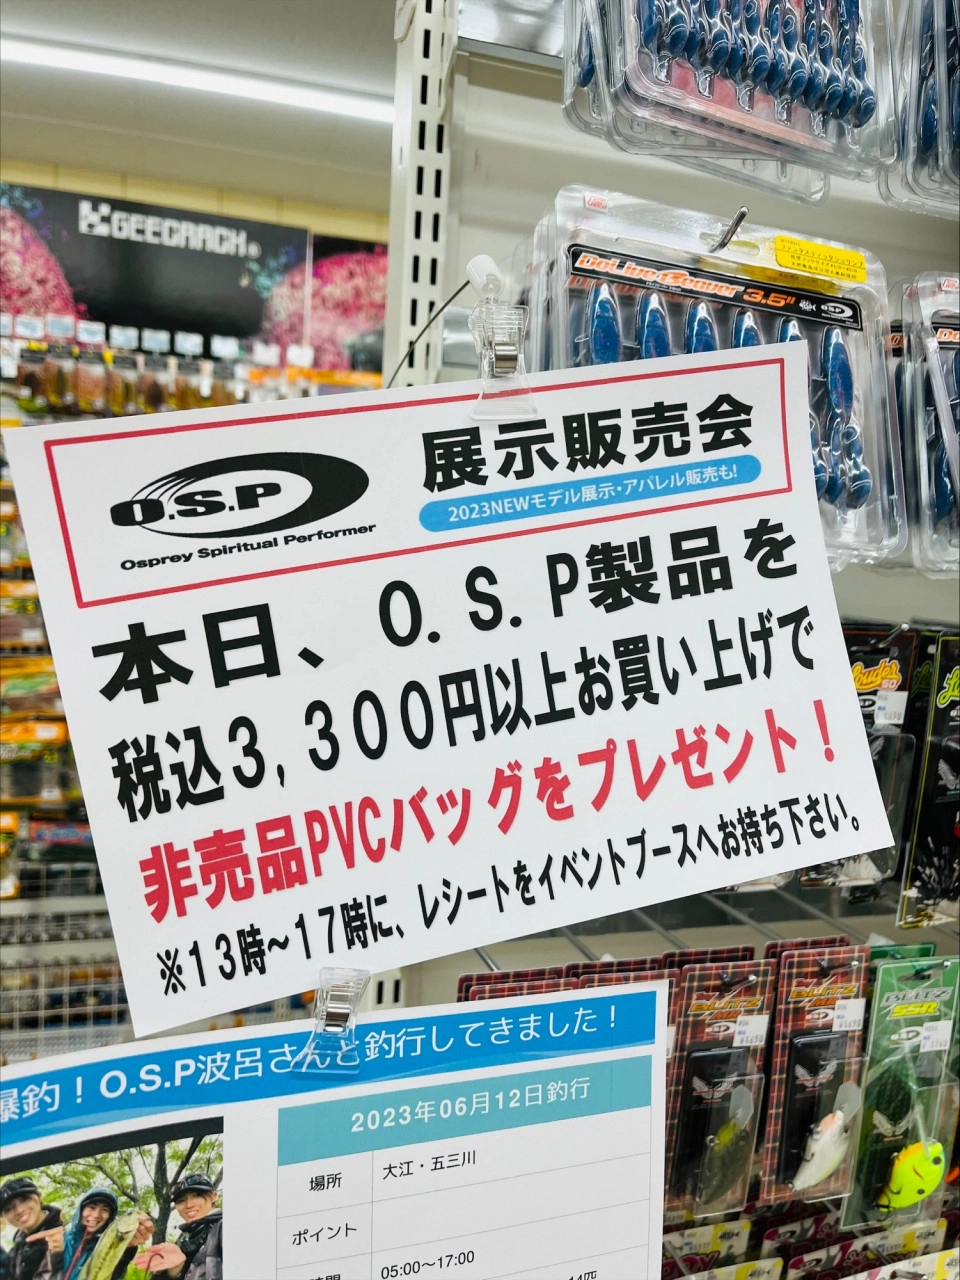 GEECRACK
DoLiveCraver 3.5"
O.S.P
O.S.P
Osprey Spiritual Performer
展示販売会
2023NEWモデル展示・アパレル販売も!
本日、O.S.P製品を
税込3,300円以上お買い上げで
非売品PVCバッグをプレゼント!
※13時~17時に、レシートをイベントブースへお持ち下さい。
爆釣!O.S.P波呂さんと釣行してきました!
2023年06月12日釣行
場所
大江・五三川
ポイント
05:00~17:00
Louder
50
BLITZ
BLITZ
BLITZ
SSR